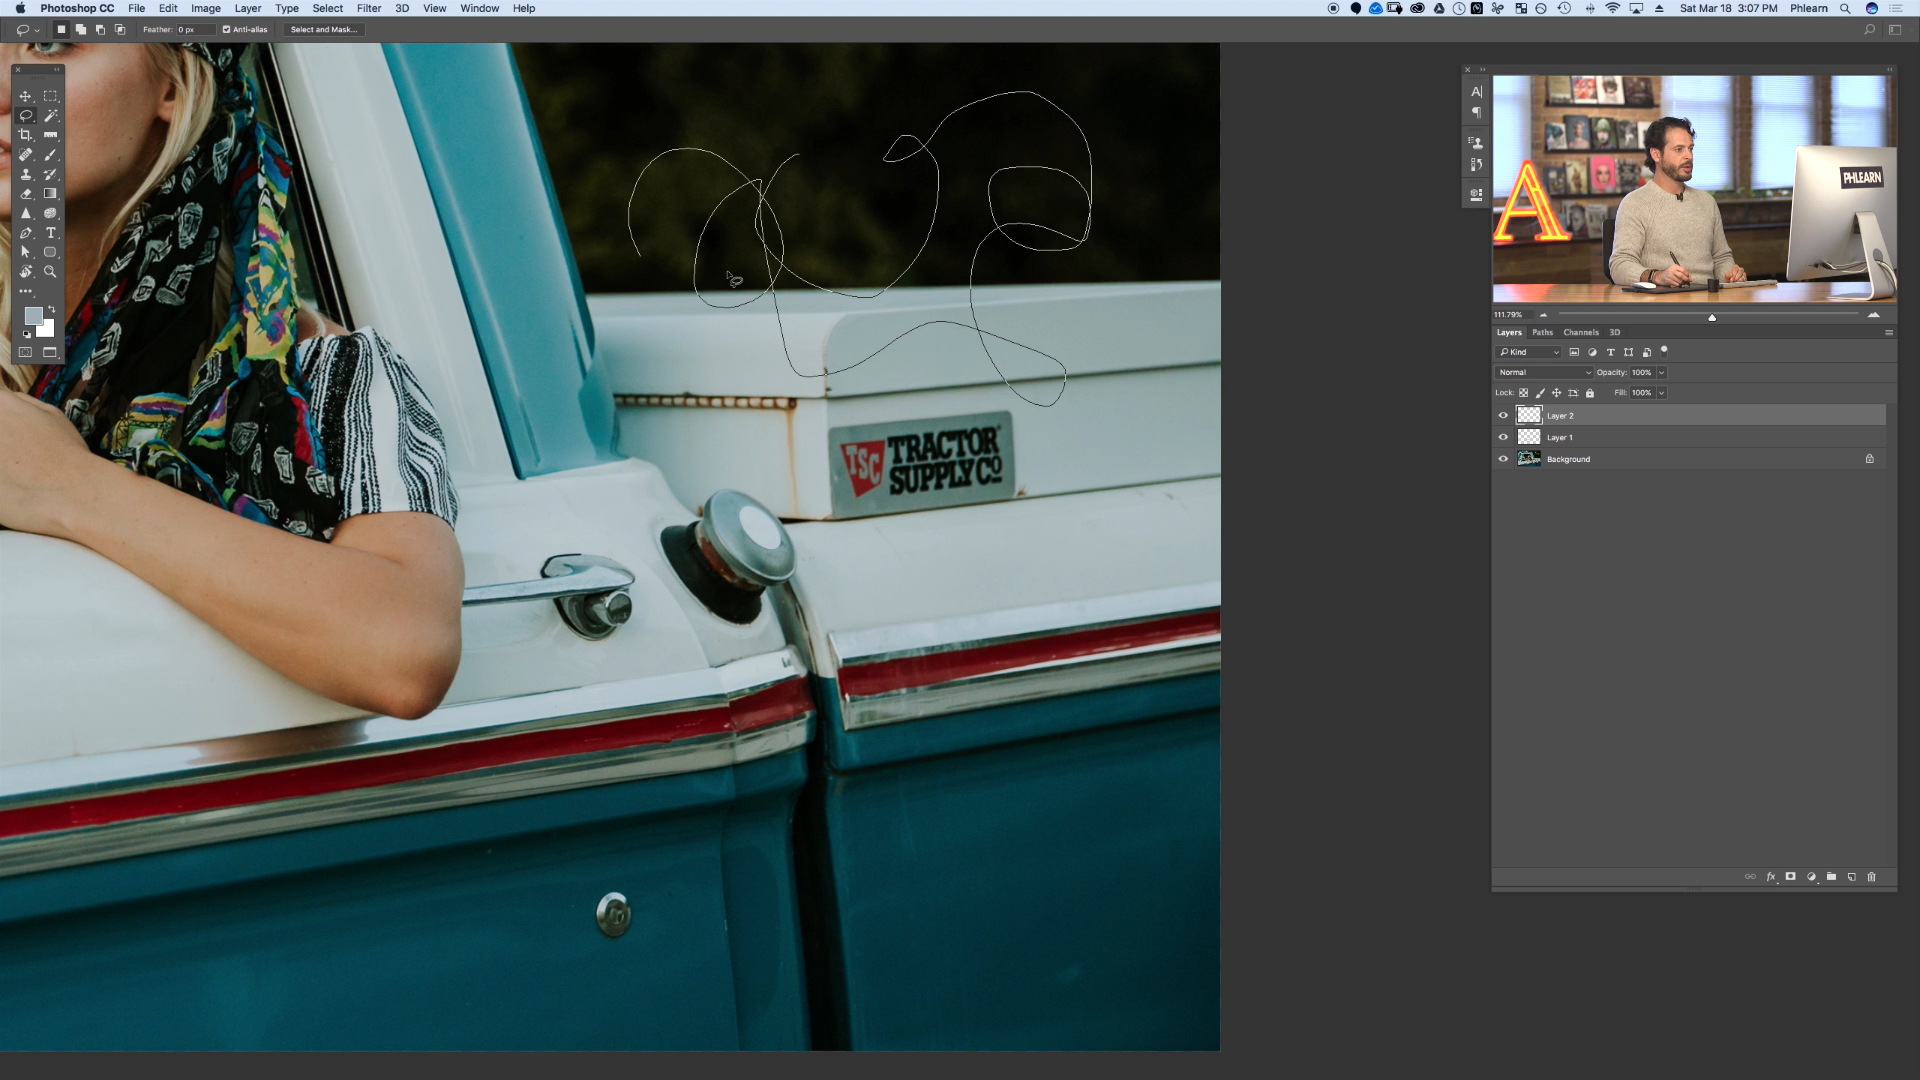 Photoshop CC File Edit Image Layer Type Select Filter 3D View Window Help Sat Mar 18 3:07 PM Phlearn
Feather: 0 px Anti-alias Select and Mask...
PHLEARN
A
111.79%
Layers Paths Channels 3D
Kind
Normal Opacity: 100%
Lock: Fill: 100%
Layer 2
Layer 1
Background
fx
TSC TRACTOR
SUPPLY CO